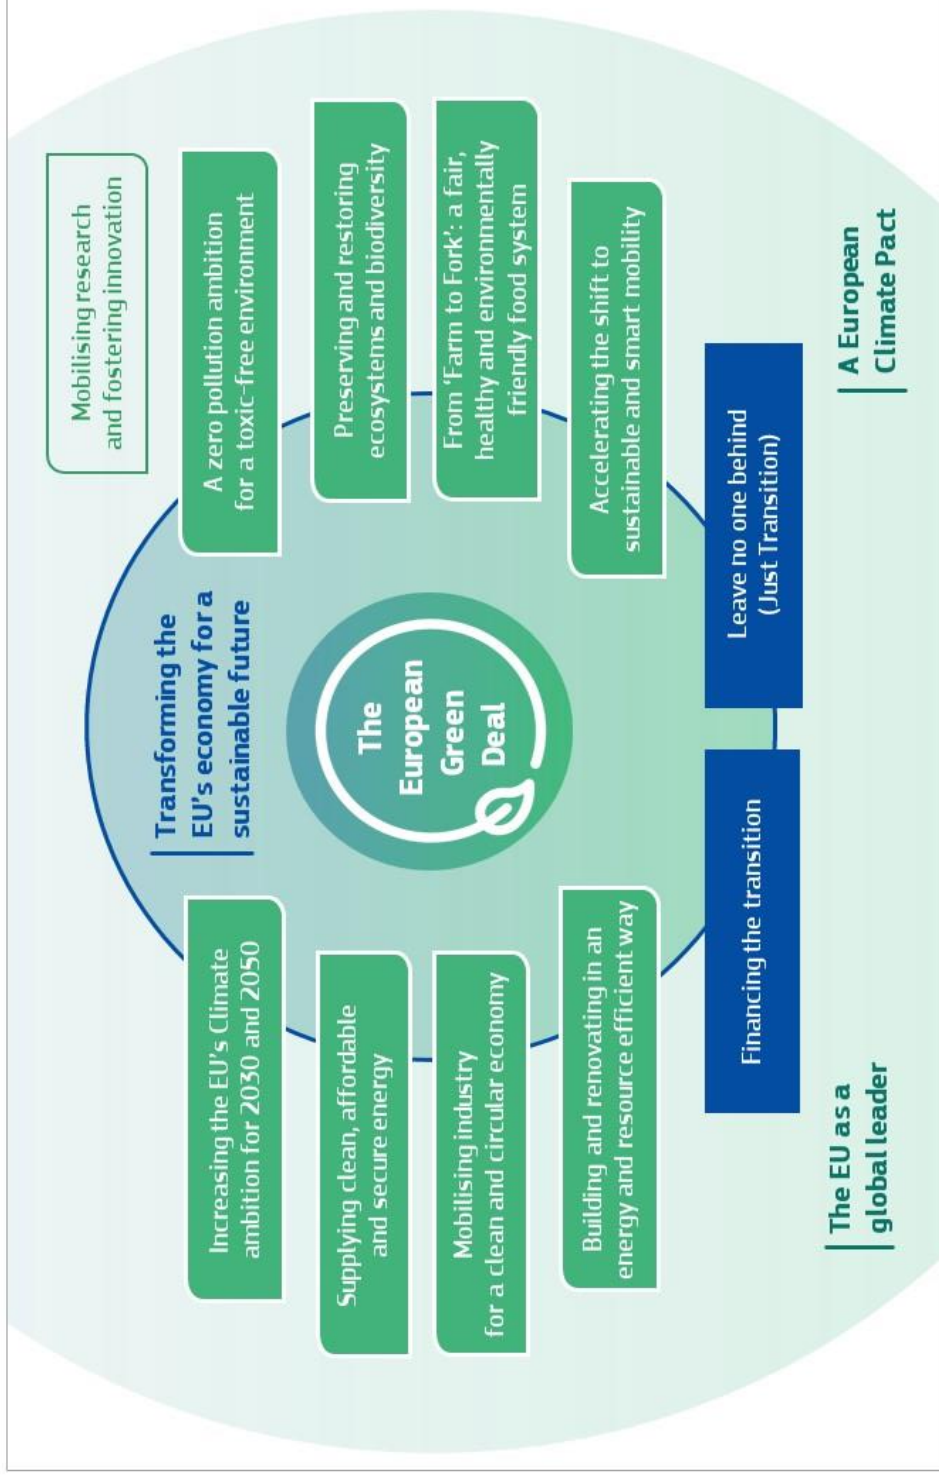 Mobilising research
and fostering innovation
Transforming the
EU's economy for a
sustainable future
Increasing the EU's Climate
ambition for 2030 and 2050
A zero pollution ambition
for a toxic-free environment
Supplying clean, affordable
and secure energy
Preserving and restoring
ecosystems and biodiversity
The
European
Green
Deal
Mobilising industry
for a clean and circular economy
From ‘Farm to Fork’: a fair,
healthy and environmentally
friendly food system
Building and renovating in an
energy and resource efficient way
Accelerating the shift to
sustainable and smart mobility
Financing the transition
Leave no one behind
(Just Transition)
The EU as a
global leader
A European
Climate Pact